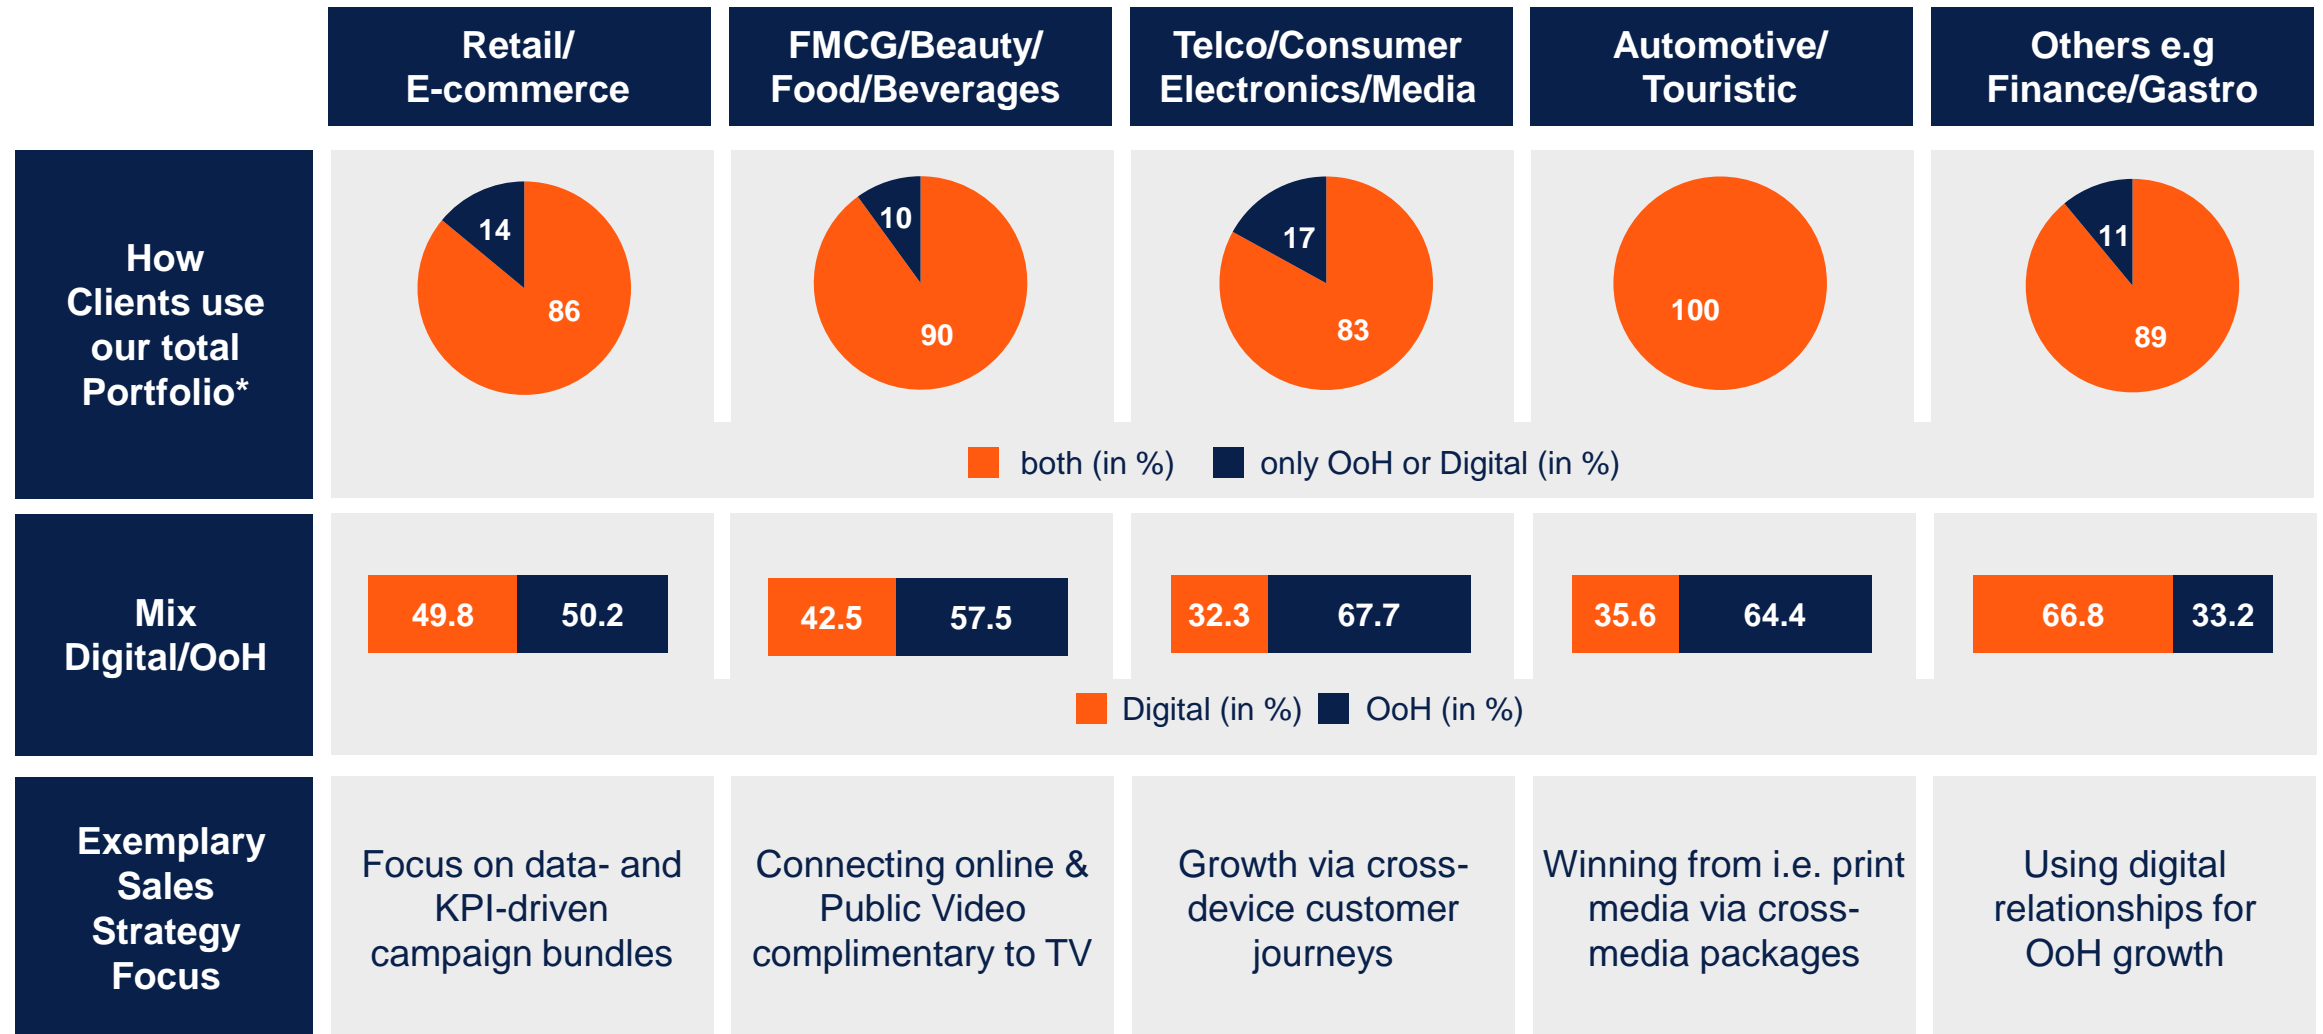 Retail/
E-commerce
FMCG/Beauty/
Food/Beverages
Telco/Consumer
Electronics/Media
Automotive/
Touristic
Others e.g
Finance/Gastro
How
Clients use
our total
Portfolio*
14
86
10
90
17
83
100
11
89
both (in %)
only OoH or Digital (in %)
Mix
Digital/OoH
49.8
50.2
42.5
57.5
32.3
67.7
35.6
64.4
66.8
33.2
Digital (in %)
OoH (in %)
Exemplary
Sales
Strategy
Focus
Focus on data- and
KPI-driven
campaign bundles
Connecting online &
Public Video
complimentary to TV
Growth via cross-
device customer
journeys
Winning from i.e. print
media via cross-
media packages
Using digital
relationships for
OoH growth